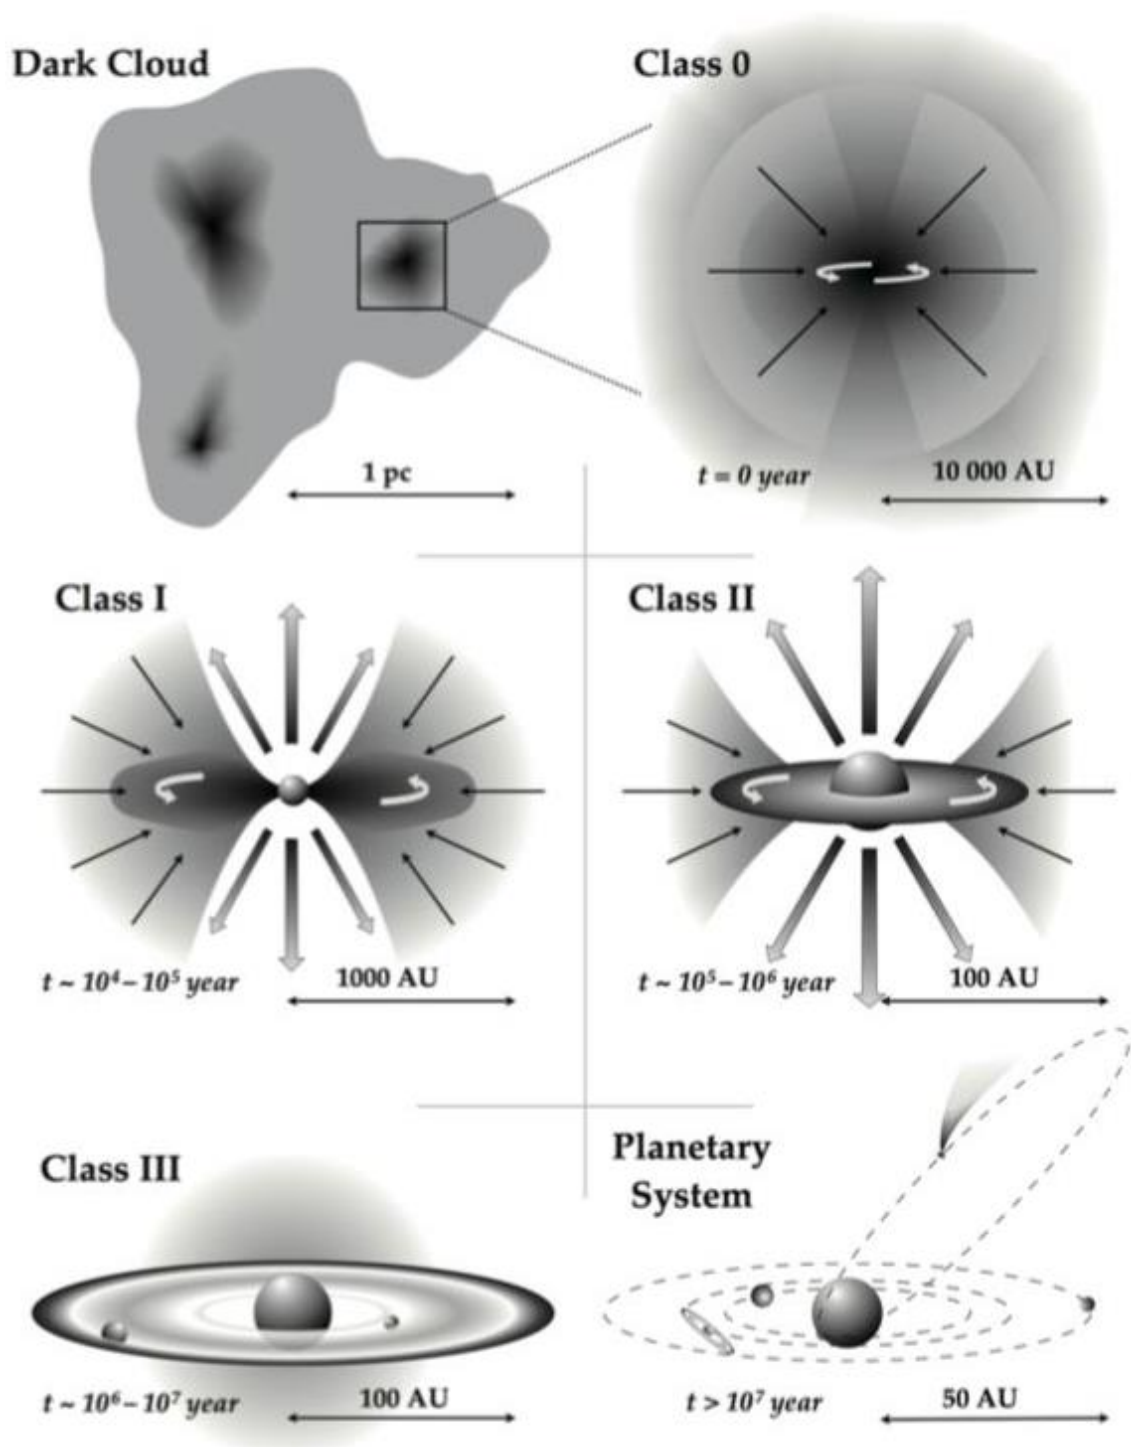 Dark Cloud
Class 0
1 pc
t = 0 year
10 000 AU
Class I
Class II
t ~ 10⁴ – 10⁵ year
1000 AU
t ~ 10⁵ – 10⁶ year
100 AU
Class III
Planetary
System
t ~ 10⁶ – 10⁷ year
100 AU
t > 10⁷ year
50 AU